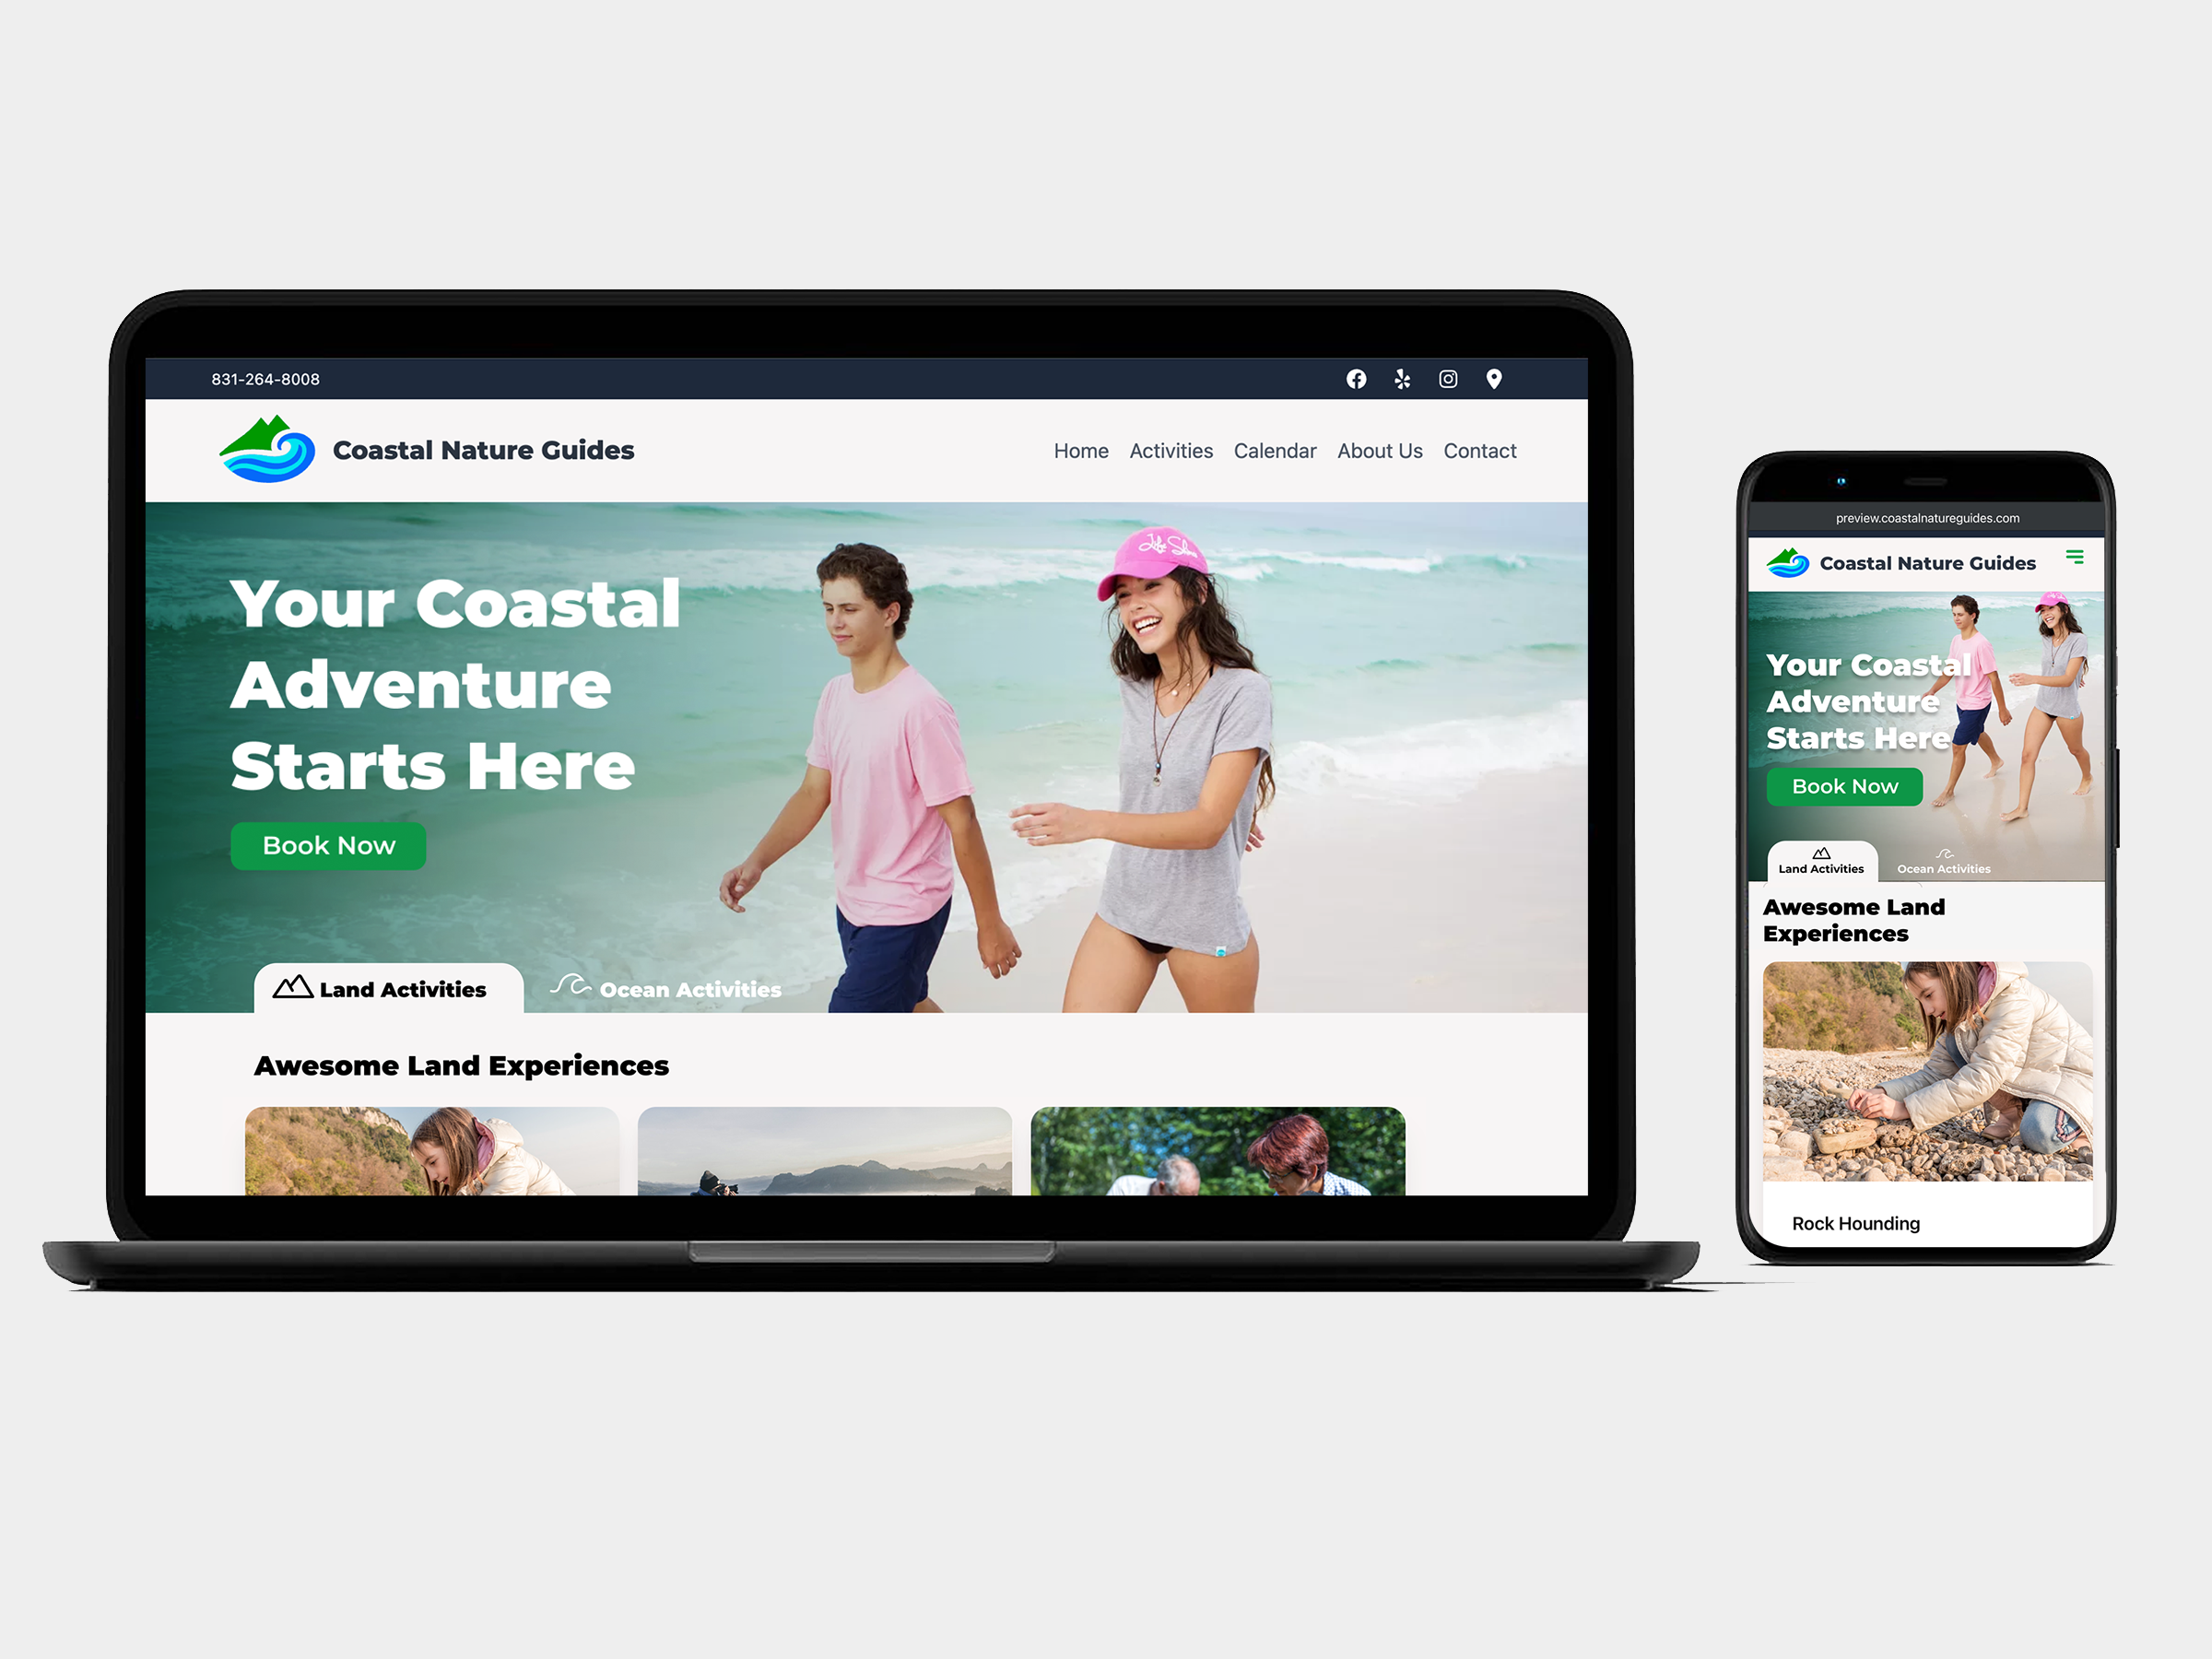 831-264-8008
Coastal Nature Guides
Home Activities Calendar About Us Contact
Your Coastal
Adventure
Starts Here
Book Now
Land Activities
Ocean Activities
Awesome Land Experiences
preview.coastalnatureguides.com
Coastal Nature Guides
Your Coastal
Adventure
Starts Here
Book Now
Land Activities
Ocean Activities
Awesome Land
Experiences
Rock Hounding